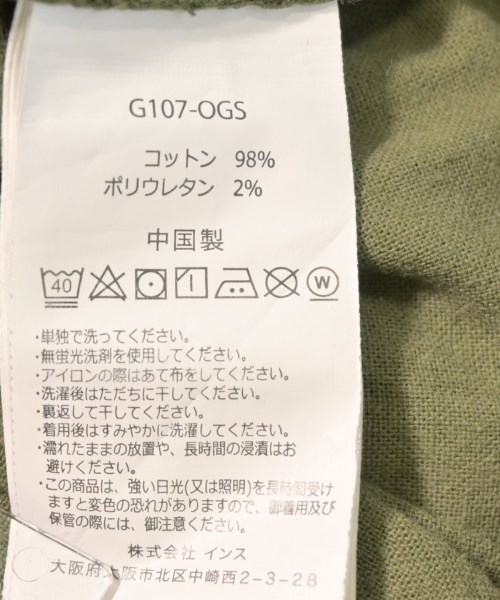 G107-OGS
コットン 98%
ポリウレタン 2%
中国製
40 W
・単独で洗ってください。
・無蛍光洗剤を使用してください。
・アイロンの際はあて布をしてください。
・洗濯後はただちに干してください。
・裏返して干してください。
・着用後はすみやかに洗濯してください。
・濡れたままの放置や、長時間の浸漬はお
避けください。
・この商品は、強い日光(又は照明)を長時間受け
ますと変色の恐れがありますので、御着用及び
保管の際には、御注意ください。
株式会社 インス
大阪府大阪市北区中崎西2-3-28